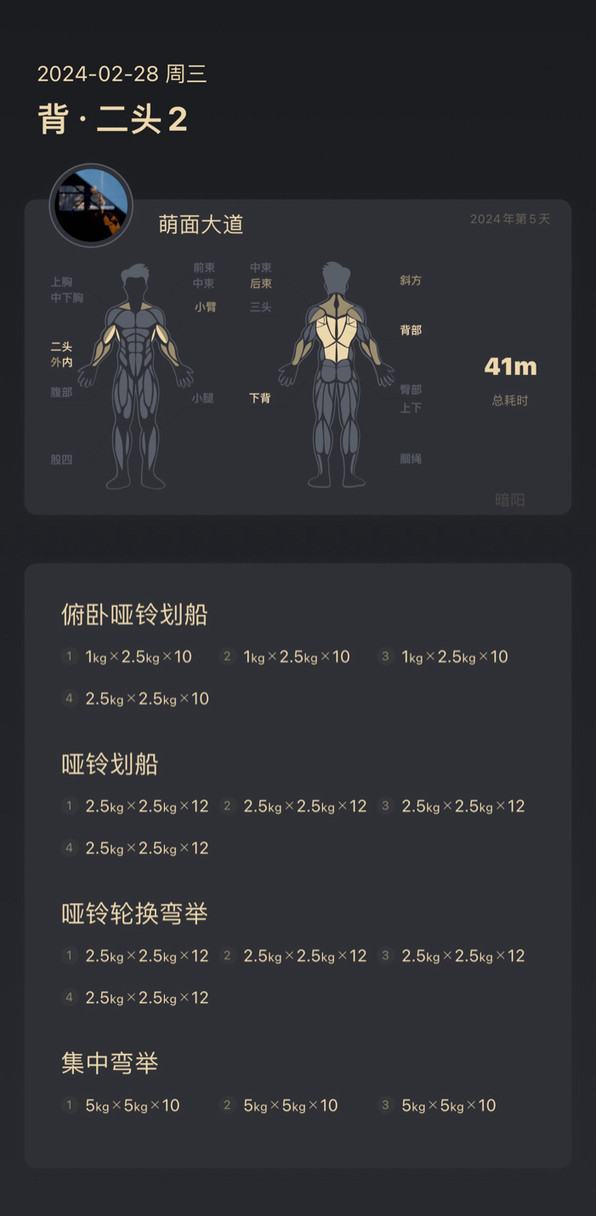 2024-02-28 周三
背 · 二头 2
萌面大道
2024年第5天
上胸
中下胸
二头
外内
腹部
股四
前束
中束
小臂
小腿
中束
后束
三头
下背
斜方
背部
臀部
上下
腘绳
41m
总耗时
暗阳
俯卧哑铃划船
1 1kg×2.5kg×10 2 1kg×2.5kg×10 3 1kg×2.5kg×10
4 2.5kg×2.5kg×10
哑铃划船
1 2.5kg×2.5kg×12 2 2.5kg×2.5kg×12 3 2.5kg×2.5kg×12
4 2.5kg×2.5kg×12
哑铃轮换弯举
1 2.5kg×2.5kg×12 2 2.5kg×2.5kg×12 3 2.5kg×2.5kg×12
4 2.5kg×2.5kg×12
集中弯举
1 5kg×5kg×10 2 5kg×5kg×10 3 5kg×5kg×10